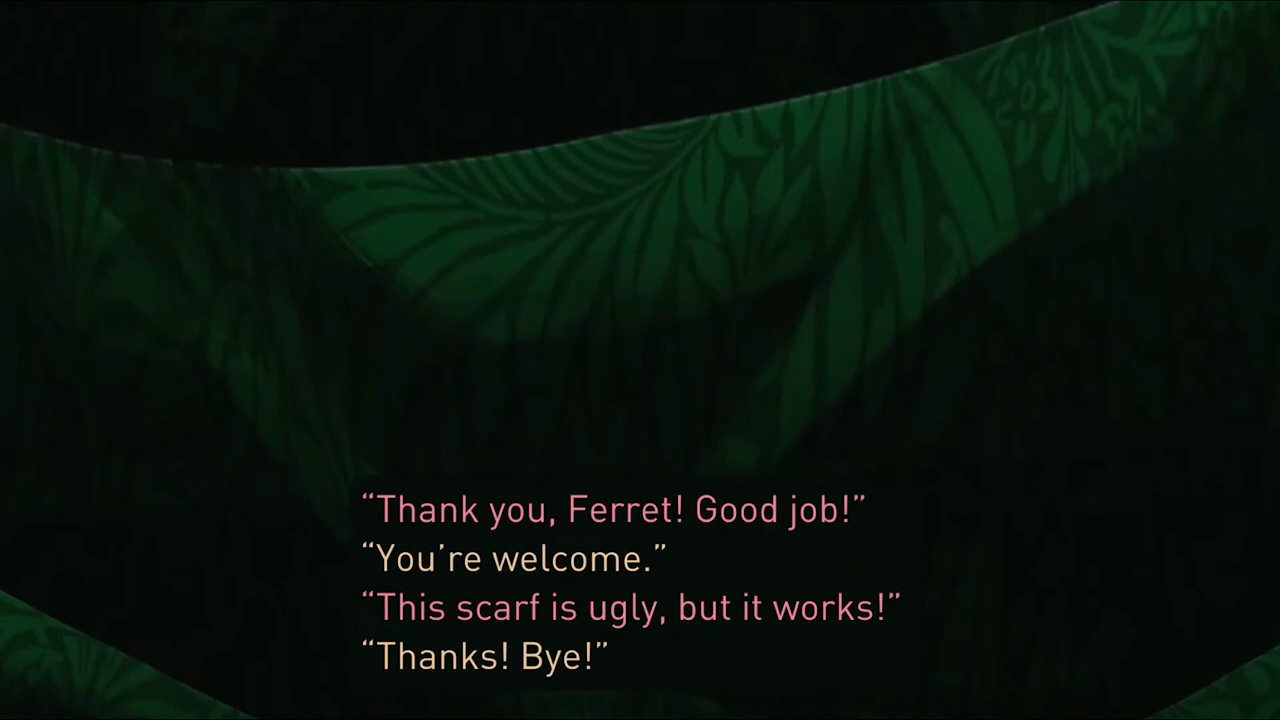 “Thank you, Ferret! Good job!”
“You’re welcome.”
“This scarf is ugly, but it works!”
“Thanks! Bye!”